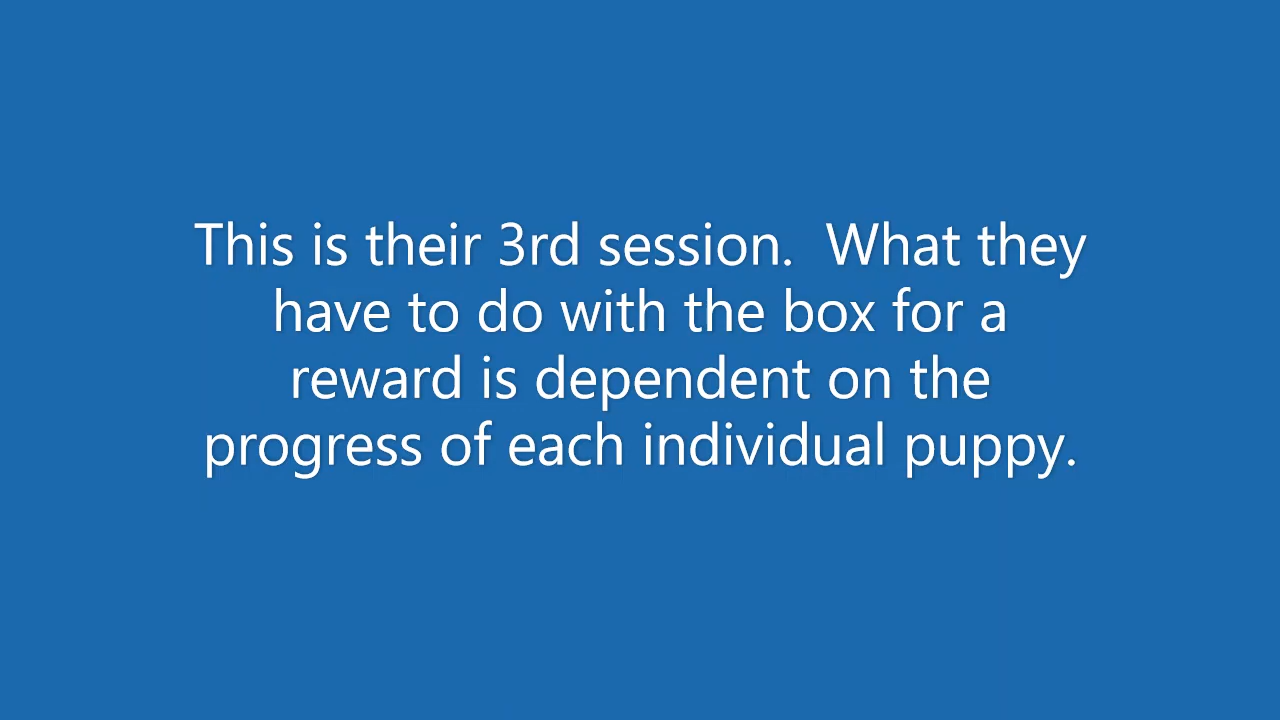 This is their 3rd session.  What they
have to do with the box for a
reward is dependent on the
progress of each individual puppy.